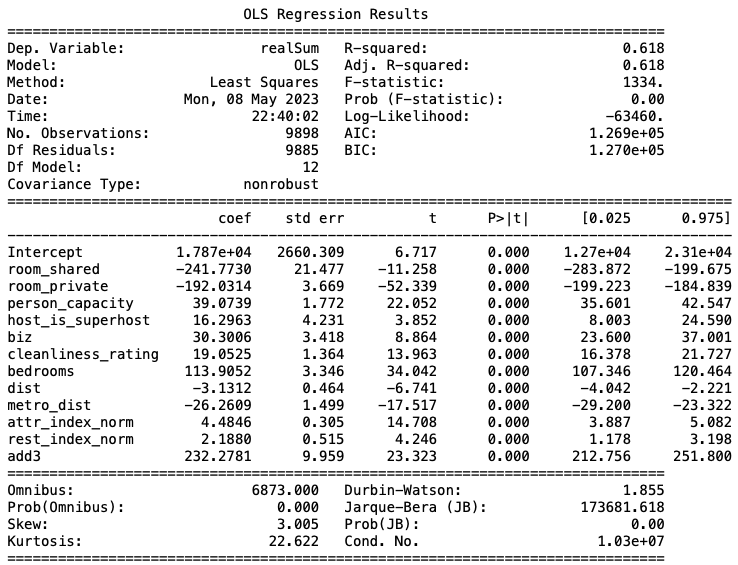 OLS Regression Results
==============================================================================
Dep. Variable: realSum R-squared: 0.618
Model: OLS Adj. R-squared: 0.618
Method: Least Squares F-statistic: 1334.
Date: Mon, 08 May 2023 Prob (F-statistic): 0.00
Time: 22:40:02 Log-Likelihood: -63460.
No. Observations: 9898 AIC: 1.269e+05
Df Residuals: 9885 BIC: 1.270e+05
Df Model: 12
Covariance Type: nonrobust
======================================================================================
coef std err t P>|t| [0.025 0.975]
--------------------------------------------------------------------------------------
Intercept 1.787e+04 2660.309 6.717 0.000 1.27e+04 2.31e+04
room_shared -241.7730 21.477 -11.258 0.000 -283.872 -199.675
room_private -192.0314 3.669 -52.339 0.000 -199.223 -184.839
person_capacity 39.0739 1.772 22.052 0.000 35.601 42.547
host_is_superhost 16.2963 4.231 3.852 0.000 8.003 24.590
biz 30.3006 3.418 8.864 0.000 23.600 37.001
cleanliness_rating 19.0525 1.364 13.963 0.000 16.378 21.727
bedrooms 113.9052 3.346 34.042 0.000 107.346 120.464
dist -3.1312 0.464 -6.741 0.000 -4.042 -2.221
metro_dist -26.2609 1.499 -17.517 0.000 -29.200 -23.322
attr_index_norm 4.4846 0.305 14.708 0.000 3.887 5.082
rest_index_norm 2.1880 0.515 4.246 0.000 1.178 3.198
add3 232.2781 9.959 23.323 0.000 212.756 251.800
==============================================================================
Omnibus: 6873.000 Durbin-Watson: 1.855
Prob(Omnibus): 0.000 Jarque-Bera (JB): 173681.618
Skew: 3.005 Prob(JB): 0.00
Kurtosis: 22.622 Cond. No. 1.03e+07
==============================================================================